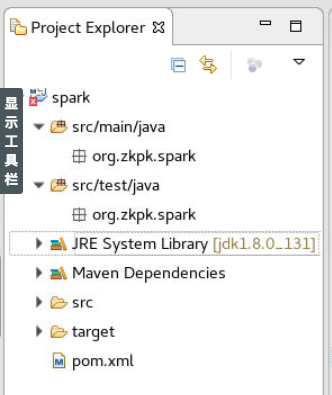 Project Explorer
spark
显示工具栏
src/main/java
org.zkpk.spark
src/test/java
org.zkpk.spark
JRE System Library [jdk1.8.0_131]
Maven Dependencies
src
target
pom.xml